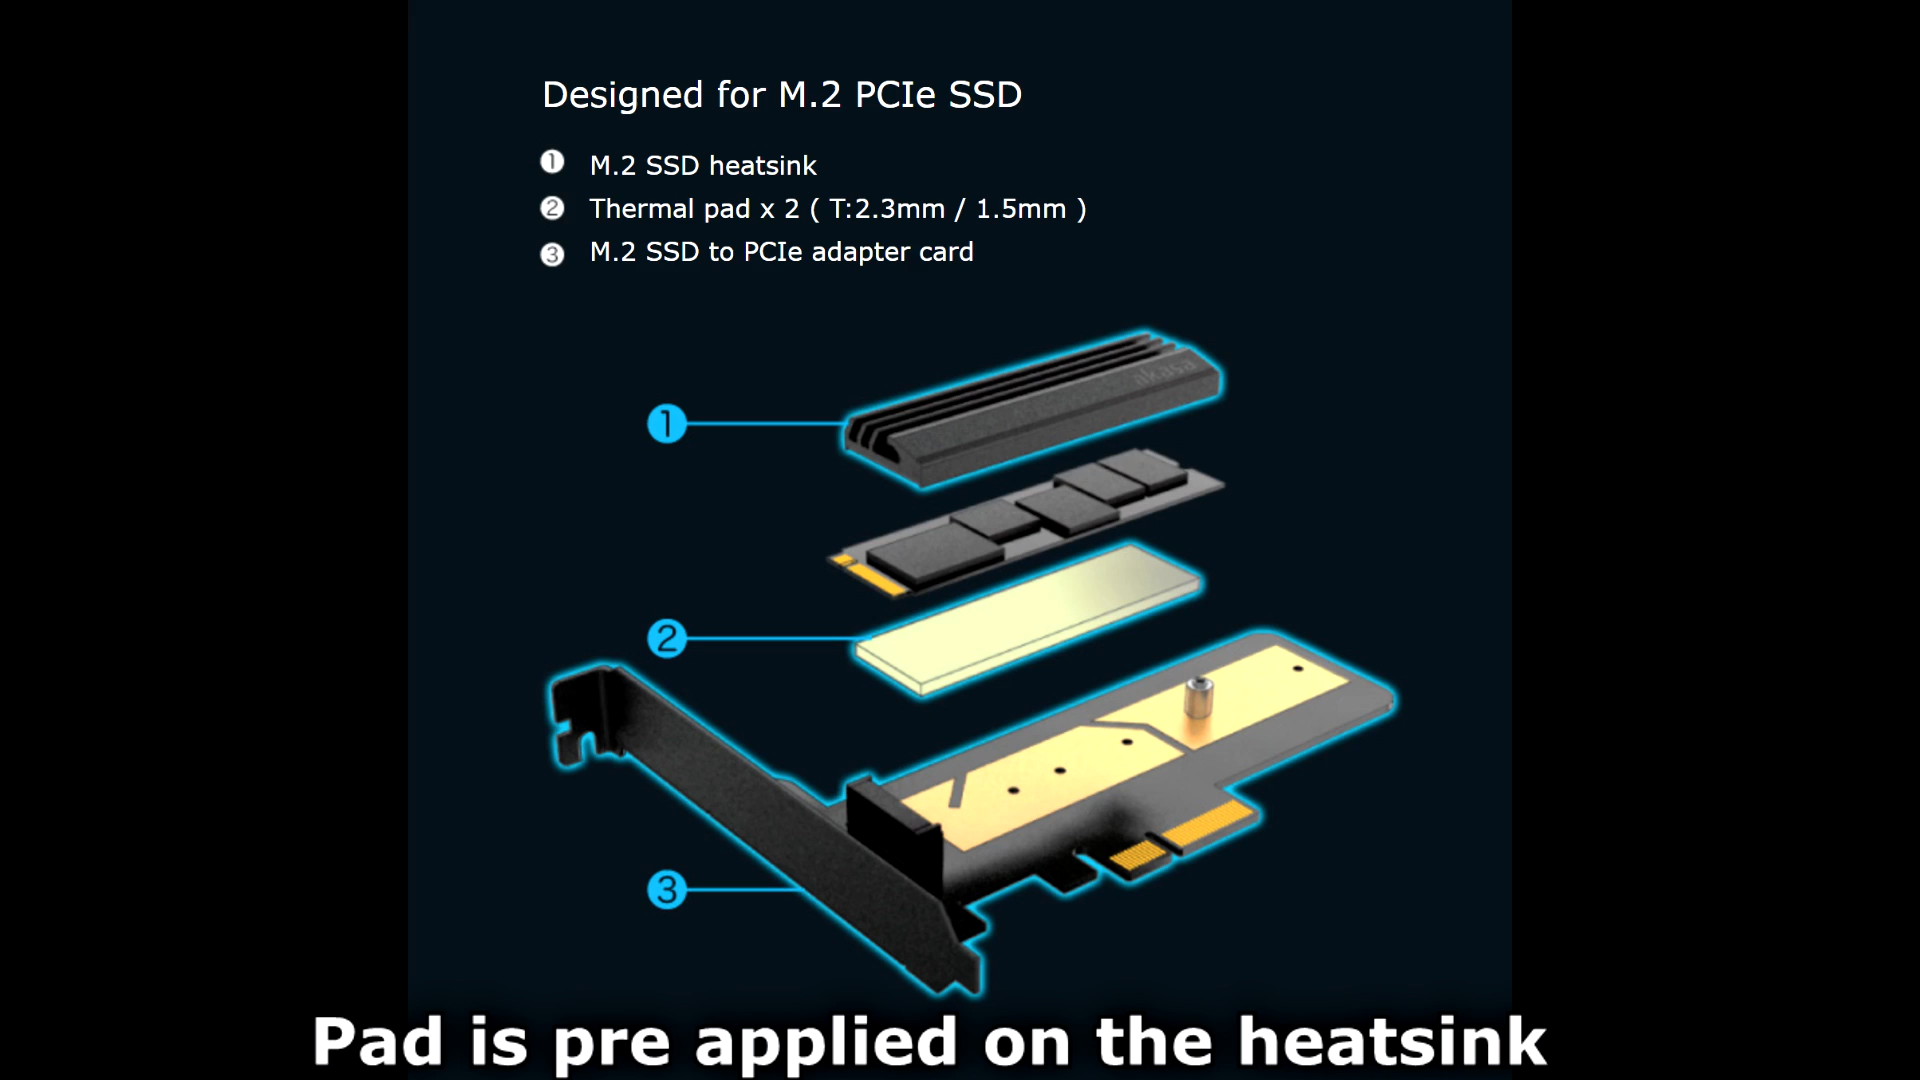 Designed for M.2 PCIe SSD
1 M.2 SSD heatsink
2 Thermal pad x 2 ( T:2.3mm / 1.5mm )
3 M.2 SSD to PCIe adapter card
akasa
1
2
3
Pad is pre applied on the heatsink